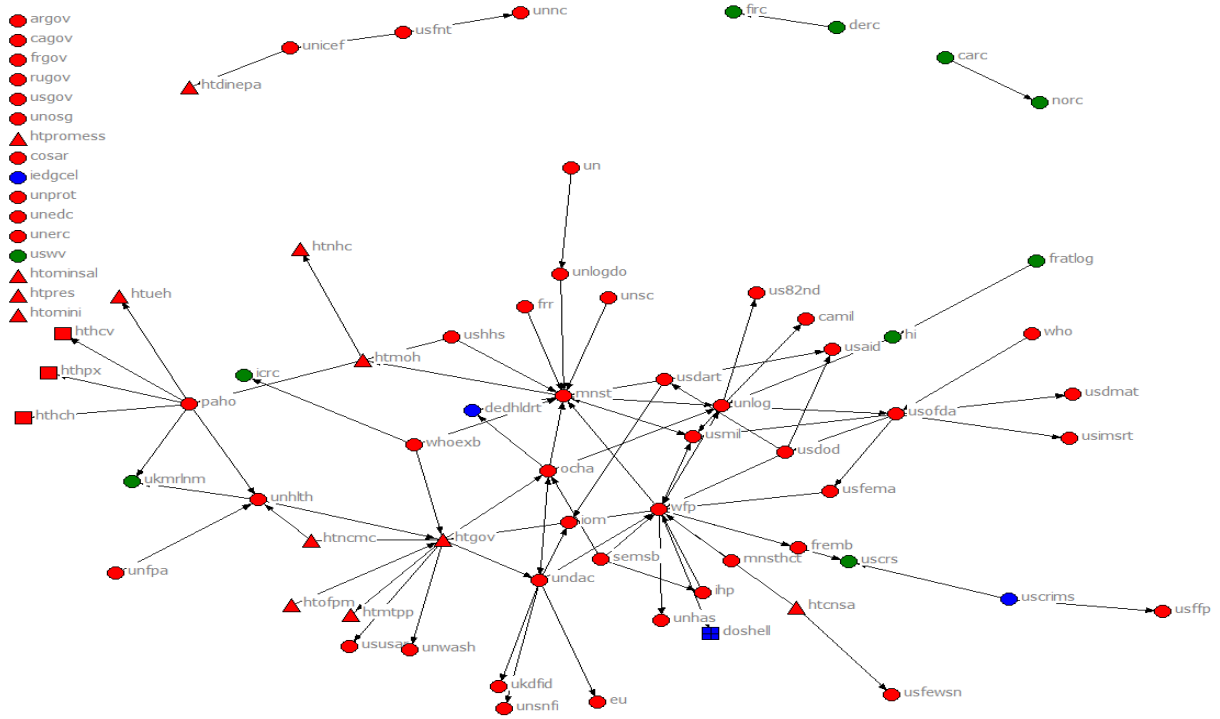 argov
cagov
frgov
rugov
usgov
unosg
htpromess
cosar
iedgcel
unprot
unedc
unerc
uswv
htominsal
htpres
htomini
unnc
usfnt
unicef
htdinepa
firc
derc
carc
norc
un
htnhc
unlogdo
fratlog
htueh
frr
unsc
us82nd
camil
hthcv
ushhs
usaid
hi
who
hthpx
icrc
htmoh
usdart
mnst
usdmat
hthch
paho
dedhldrt
unlog
usofda
whoexb
usmil
usimsrt
usdod
ocha
ukmrlnm
unhlth
usfema
wfp
iom
htncmc
htgov
fremb
semsb
mnsthct
uscrs
unfpa
undac
ihp
uscrims
htofpm
htmtpp
unhas
htcnsa
usffp
doshell
unwash
ukdfid
eu
usfewsn
unsnfi